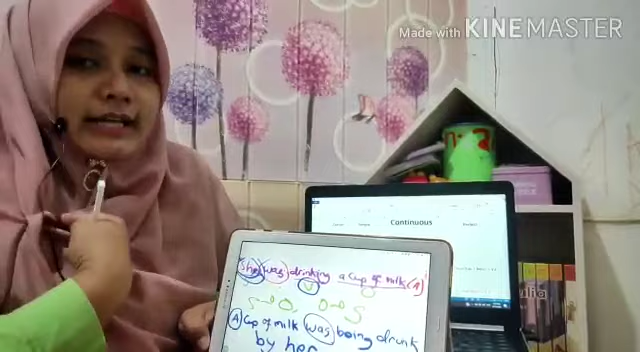 Made with KINEMASTER
Continuous
She was drinking a cup of milk (A)
V
S → O, O → S
A cup of milk was being drunk
by her